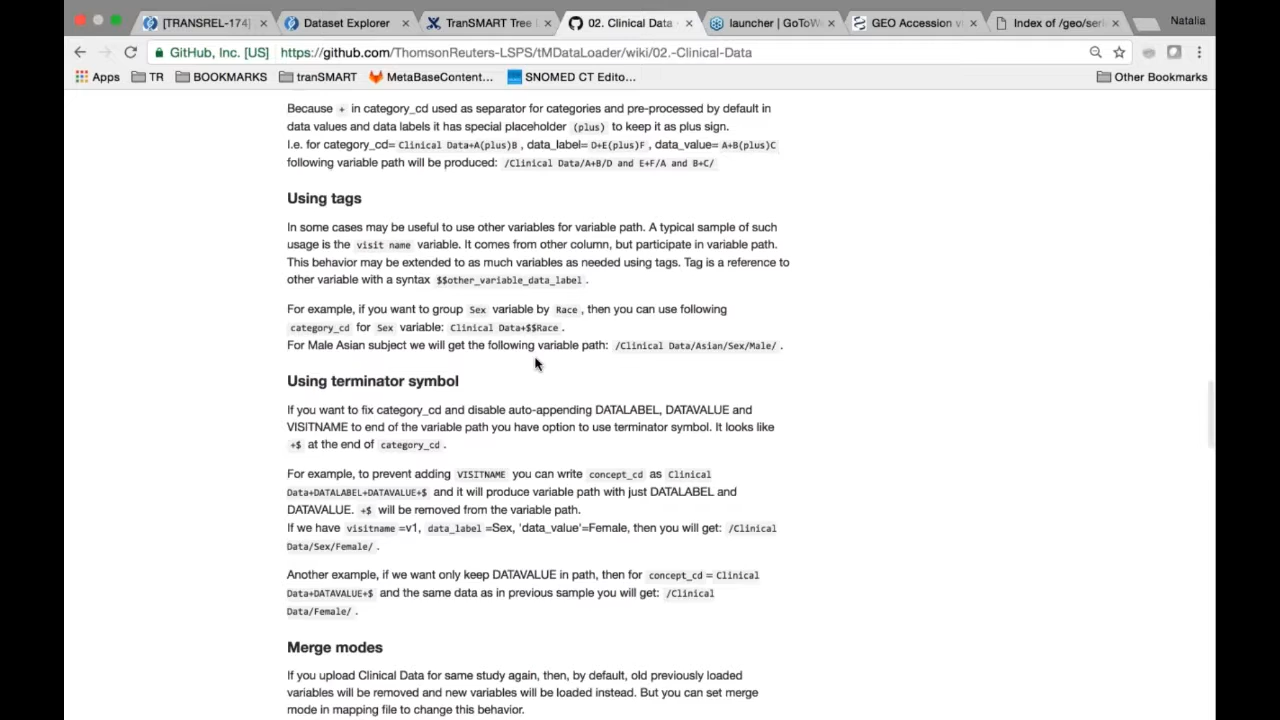 [TRANSREL-174] Dataset Explorer TranSMART Tree 02. Clinical Data launcher | GoToW GEO Accession v Index of /geo/seri Natalia
GitHub, Inc. [US] https://github.com/ThomsonReuters-LSPS/tMDataLoader/wiki/02.-Clinical-Data
Apps TR BOOKMARKS tranSMART MetaBaseContent... SNOMED CT Edito... Other Bookmarks
Because + in category_cd used as separator for categories and pre-processed by default in
data values and data labels it has special placeholder (plus) to keep it as plus sign.
I.e. for category_cd= Clinical Data+A(plus)B , data_label= D+E(plus)F , data_value= A+B(plus)C
following variable path will be produced: /Clinical Data/A+B/D and E+F/A and B+C/
Using tags
In some cases may be useful to use other variables for variable path. A typical sample of such
usage is the visit name variable. It comes from other column, but participate in variable path.
This behavior may be extended to as much variables as needed using tags. Tag is a reference to
other variable with a syntax $$other_variable_data_label .
For example, if you want to group Sex variable by Race , then you can use following
category_cd for Sex variable: Clinical Data+$$Race .
For Male Asian subject we will get the following variable path: /Clinical Data/Asian/Sex/Male/ .
Using terminator symbol
If you want to fix category_cd and disable auto-appending DATALABEL, DATAVALUE and
VISITNAME to end of the variable path you have option to use terminator symbol. It looks like
+$ at the end of category_cd .
For example, to prevent adding VISITNAME you can write concept_cd as Clinical
Data+DATALABEL+DATAVALUE+$ and it will produce variable path with just DATALABEL and
DATAVALUE. +$ will be removed from the variable path.
If we have visitname =v1, data_label =Sex, 'data_value'=Female, then you will get: /Clinical
Data/Sex/Female/ .
Another example, if we want only keep DATAVALUE in path, then for concept_cd = Clinical
Data+DATAVALUE+$ and the same data as in previous sample you will get: /Clinical
Data/Female/ .
Merge modes
If you upload Clinical Data for same study again, then, by default, old previously loaded
variables will be removed and new variables will be loaded instead. But you can set merge
mode in mapping file to change this behavior.